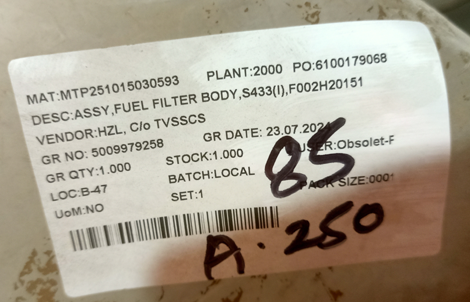 MAT:MTP251015030593 PLANT:2000 PO:6100179068
DESC:ASSY,FUEL FILTER BODY,S433(I),F002H20151
VENDOR:HZL, C/o TVSSCS
GR NO: 5009979258 GR DATE: 23.07.2024
GR QTY:1.000 STOCK:1.000 USER:Obsolet-F
LOC:B-47 BATCH:LOCAL PACK SIZE:0001
UoM:NO SET:1
85
A. 250